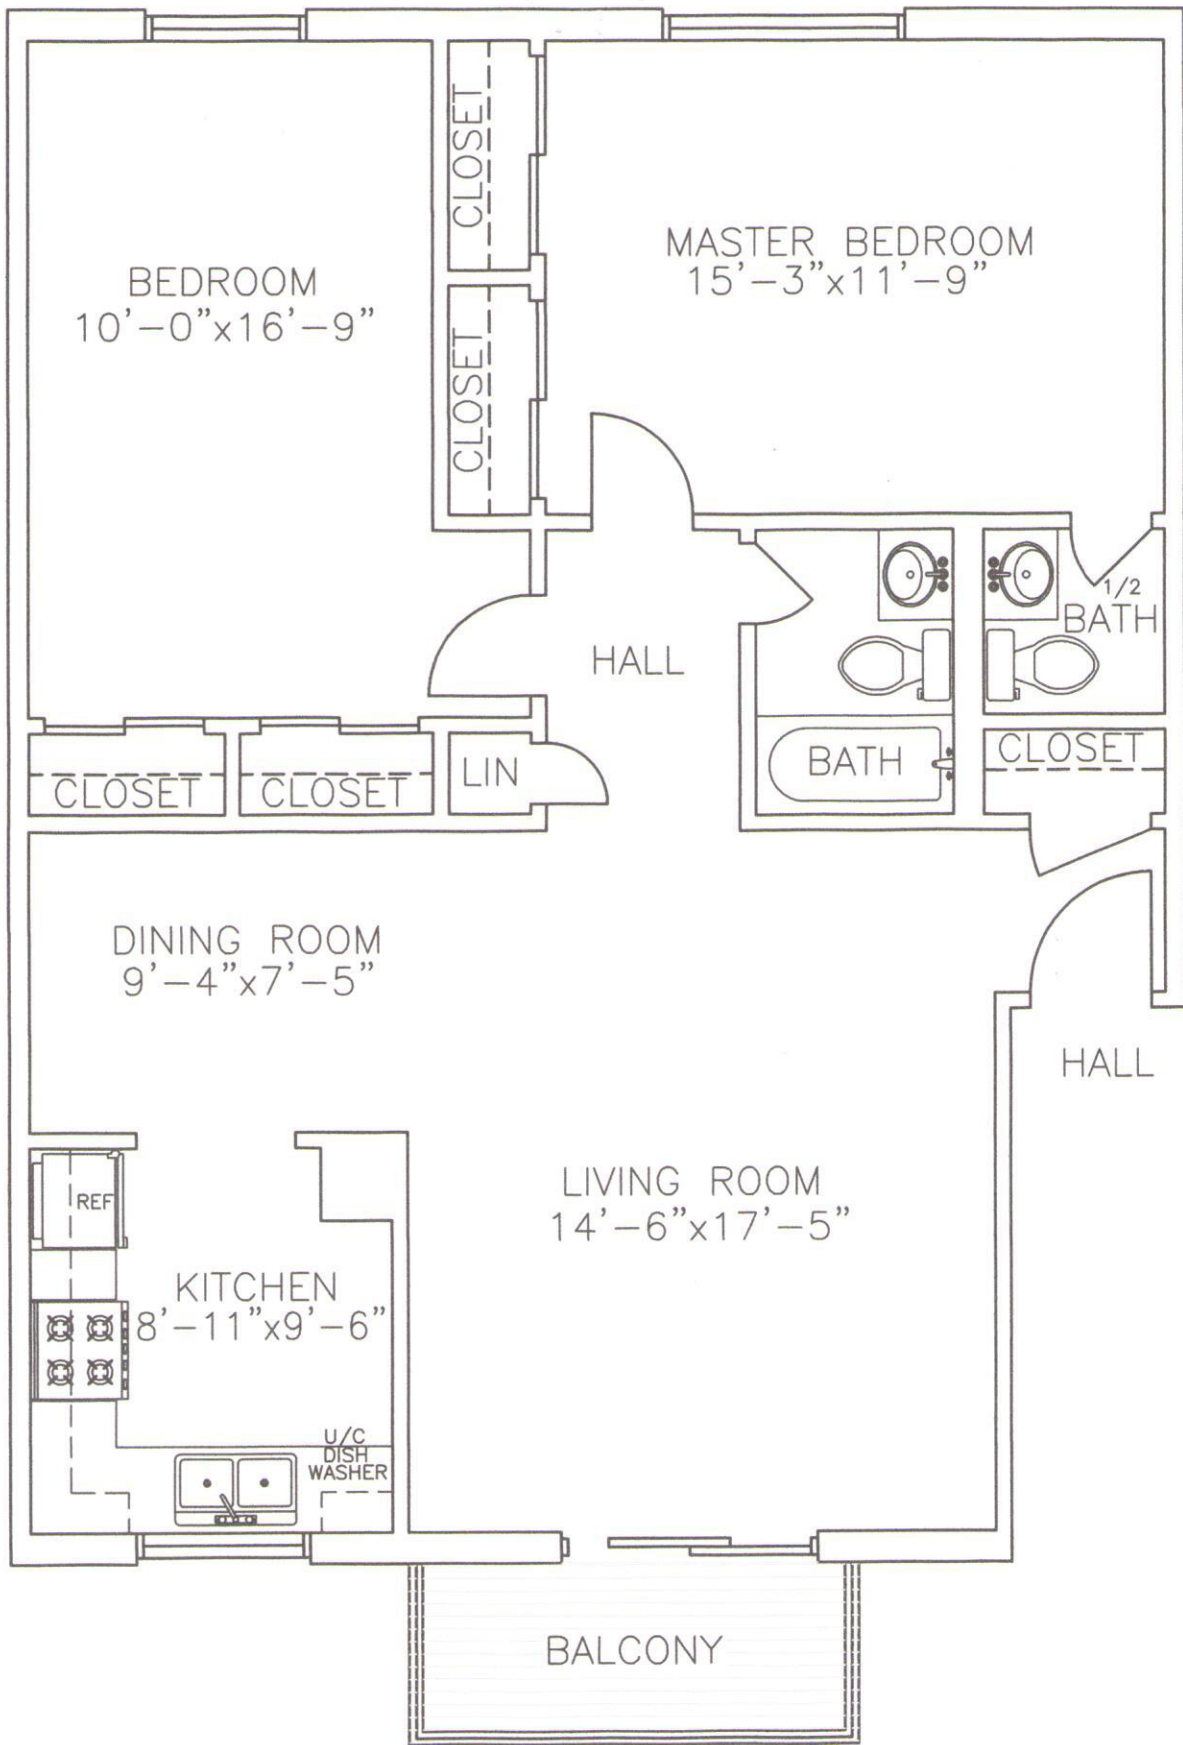 CLOSET
MASTER BEDROOM
15'-3"x11'-9"
BEDROOM
10'-0"x16'-9"
CLOSET
1/2
BATH
HALL
CLOSET
BATH
LIN
CLOSET
CLOSET
DINING ROOM
9'-4"x7'-5"
HALL
LIVING ROOM
14'-6"x17'-5"
REF
KITCHEN
8'-11"x9'-6"
U/C
DISH
WASHER
BALCONY